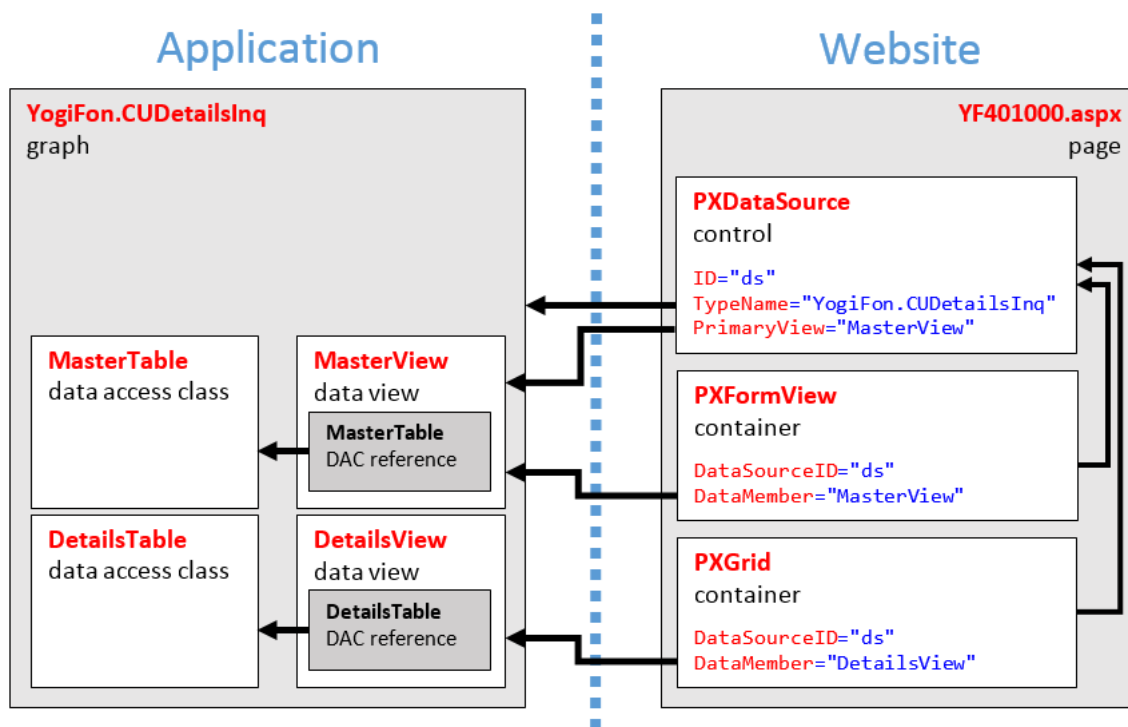 Application
Website
YogiFon.CUDetailsInq
graph
MasterTable
data access class
MasterView
data view
MasterTable
DAC reference
DetailsTable
data access class
DetailsView
data view
DetailsTable
DAC reference
YF401000.aspx
page
PXDataSource
control
ID="ds"
TypeName="YogiFon.CUDetailsInq"
PrimaryView="MasterView"
PXFormView
container
DataSourceID="ds"
DataMember="MasterView"
PXGrid
container
DataSourceID="ds"
DataMember="DetailsView"